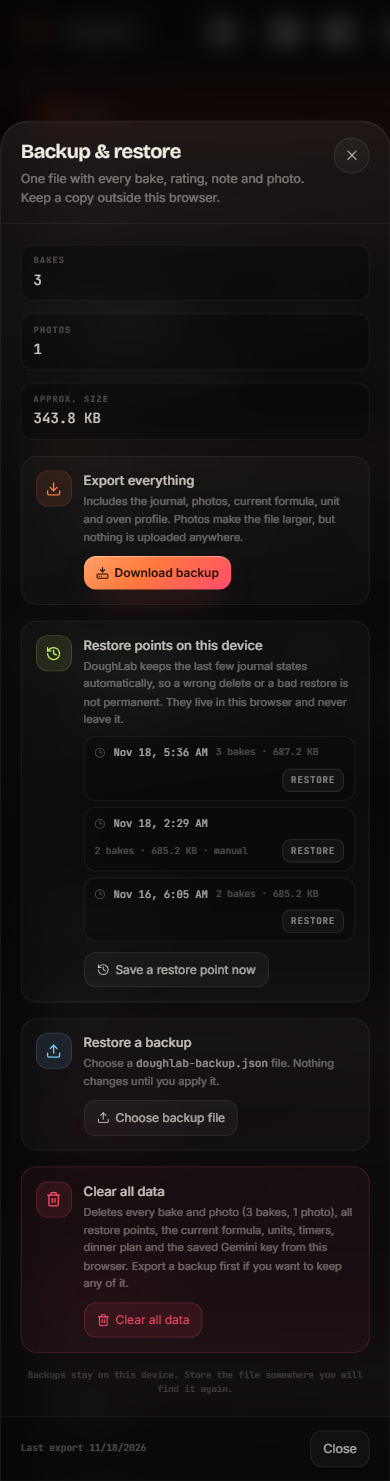 Backup & restore
One file with every bake, rating, note and photo.
Keep a copy outside this browser.
BAKES
3
PHOTOS
1
APPROX. SIZE
343.8 KB
Export everything
Includes the journal, photos, current formula, unit
and oven profile. Photos make the file larger, but
nothing is uploaded anywhere.
Download backup
Restore points on this device
DoughLab keeps the last few journal states
automatically, so a wrong delete or a bad restore is
not permanent. They live in this browser and never
leave it.
Nov 18, 5:36 AM 3 bakes · 687.2 KB
RESTORE
Nov 18, 2:29 AM
2 bakes · 685.2 KB · manual RESTORE
Nov 16, 6:05 AM 2 bakes · 685.2 KB
RESTORE
Save a restore point now
Restore a backup
Choose a doughlab-backup.json file. Nothing
changes until you apply it.
Choose backup file
Clear all data
Deletes every bake and photo (3 bakes, 1 photo), all
restore points, the current formula, units, timers,
dinner plan and the saved Gemini key from this
browser. Export a backup first if you want to keep
any of it.
Clear all data
Backups stay on this device. Store the file somewhere you will
find it again.
Last export 11/18/2026 Close